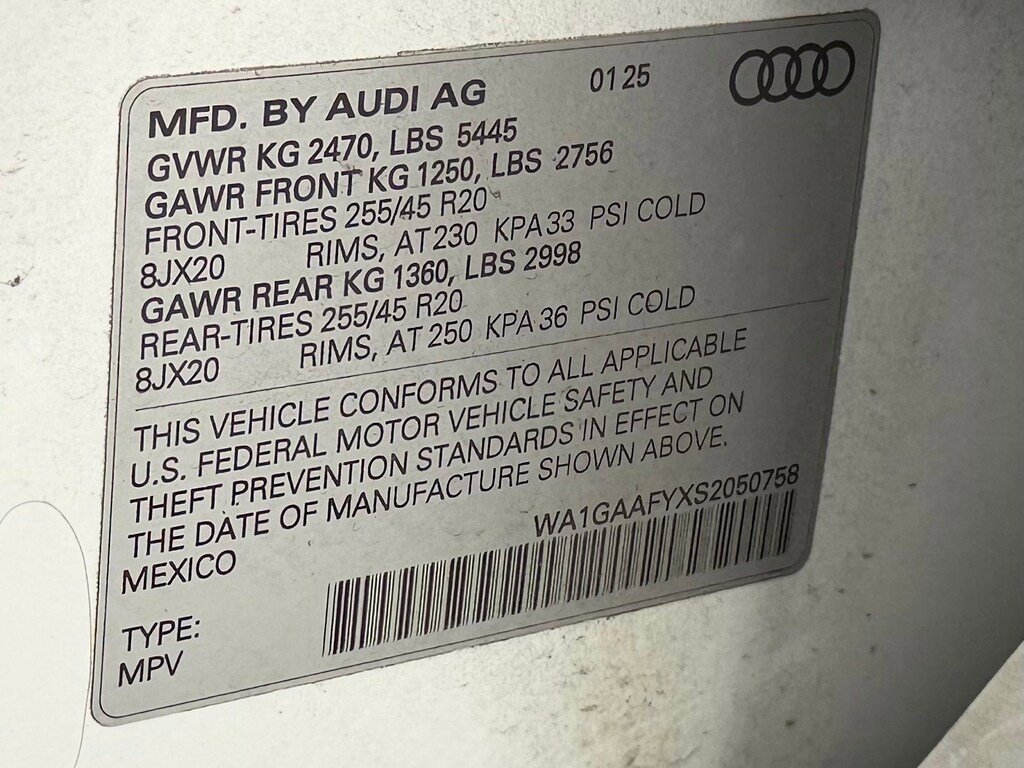 MFD. BY AUDI AG 01 25
GVWR KG 2470, LBS 5445
GAWR FRONT KG 1250, LBS 2756
FRONT-TIRES 255/45 R20
8JX20 RIMS, AT 230 KPA 33 PSI COLD
GAWR REAR KG 1360, LBS 2998
REAR-TIRES 255/45 R20
8JX20 RIMS, AT 250 KPA 36 PSI COLD
THIS VEHICLE CONFORMS TO ALL APPLICABLE
U.S. FEDERAL MOTOR VEHICLE SAFETY AND
THEFT PREVENTION STANDARDS IN EFFECT ON
THE DATE OF MANUFACTURE SHOWN ABOVE.
MEXICO WA1GAAFYXS2050758
TYPE:
MPV